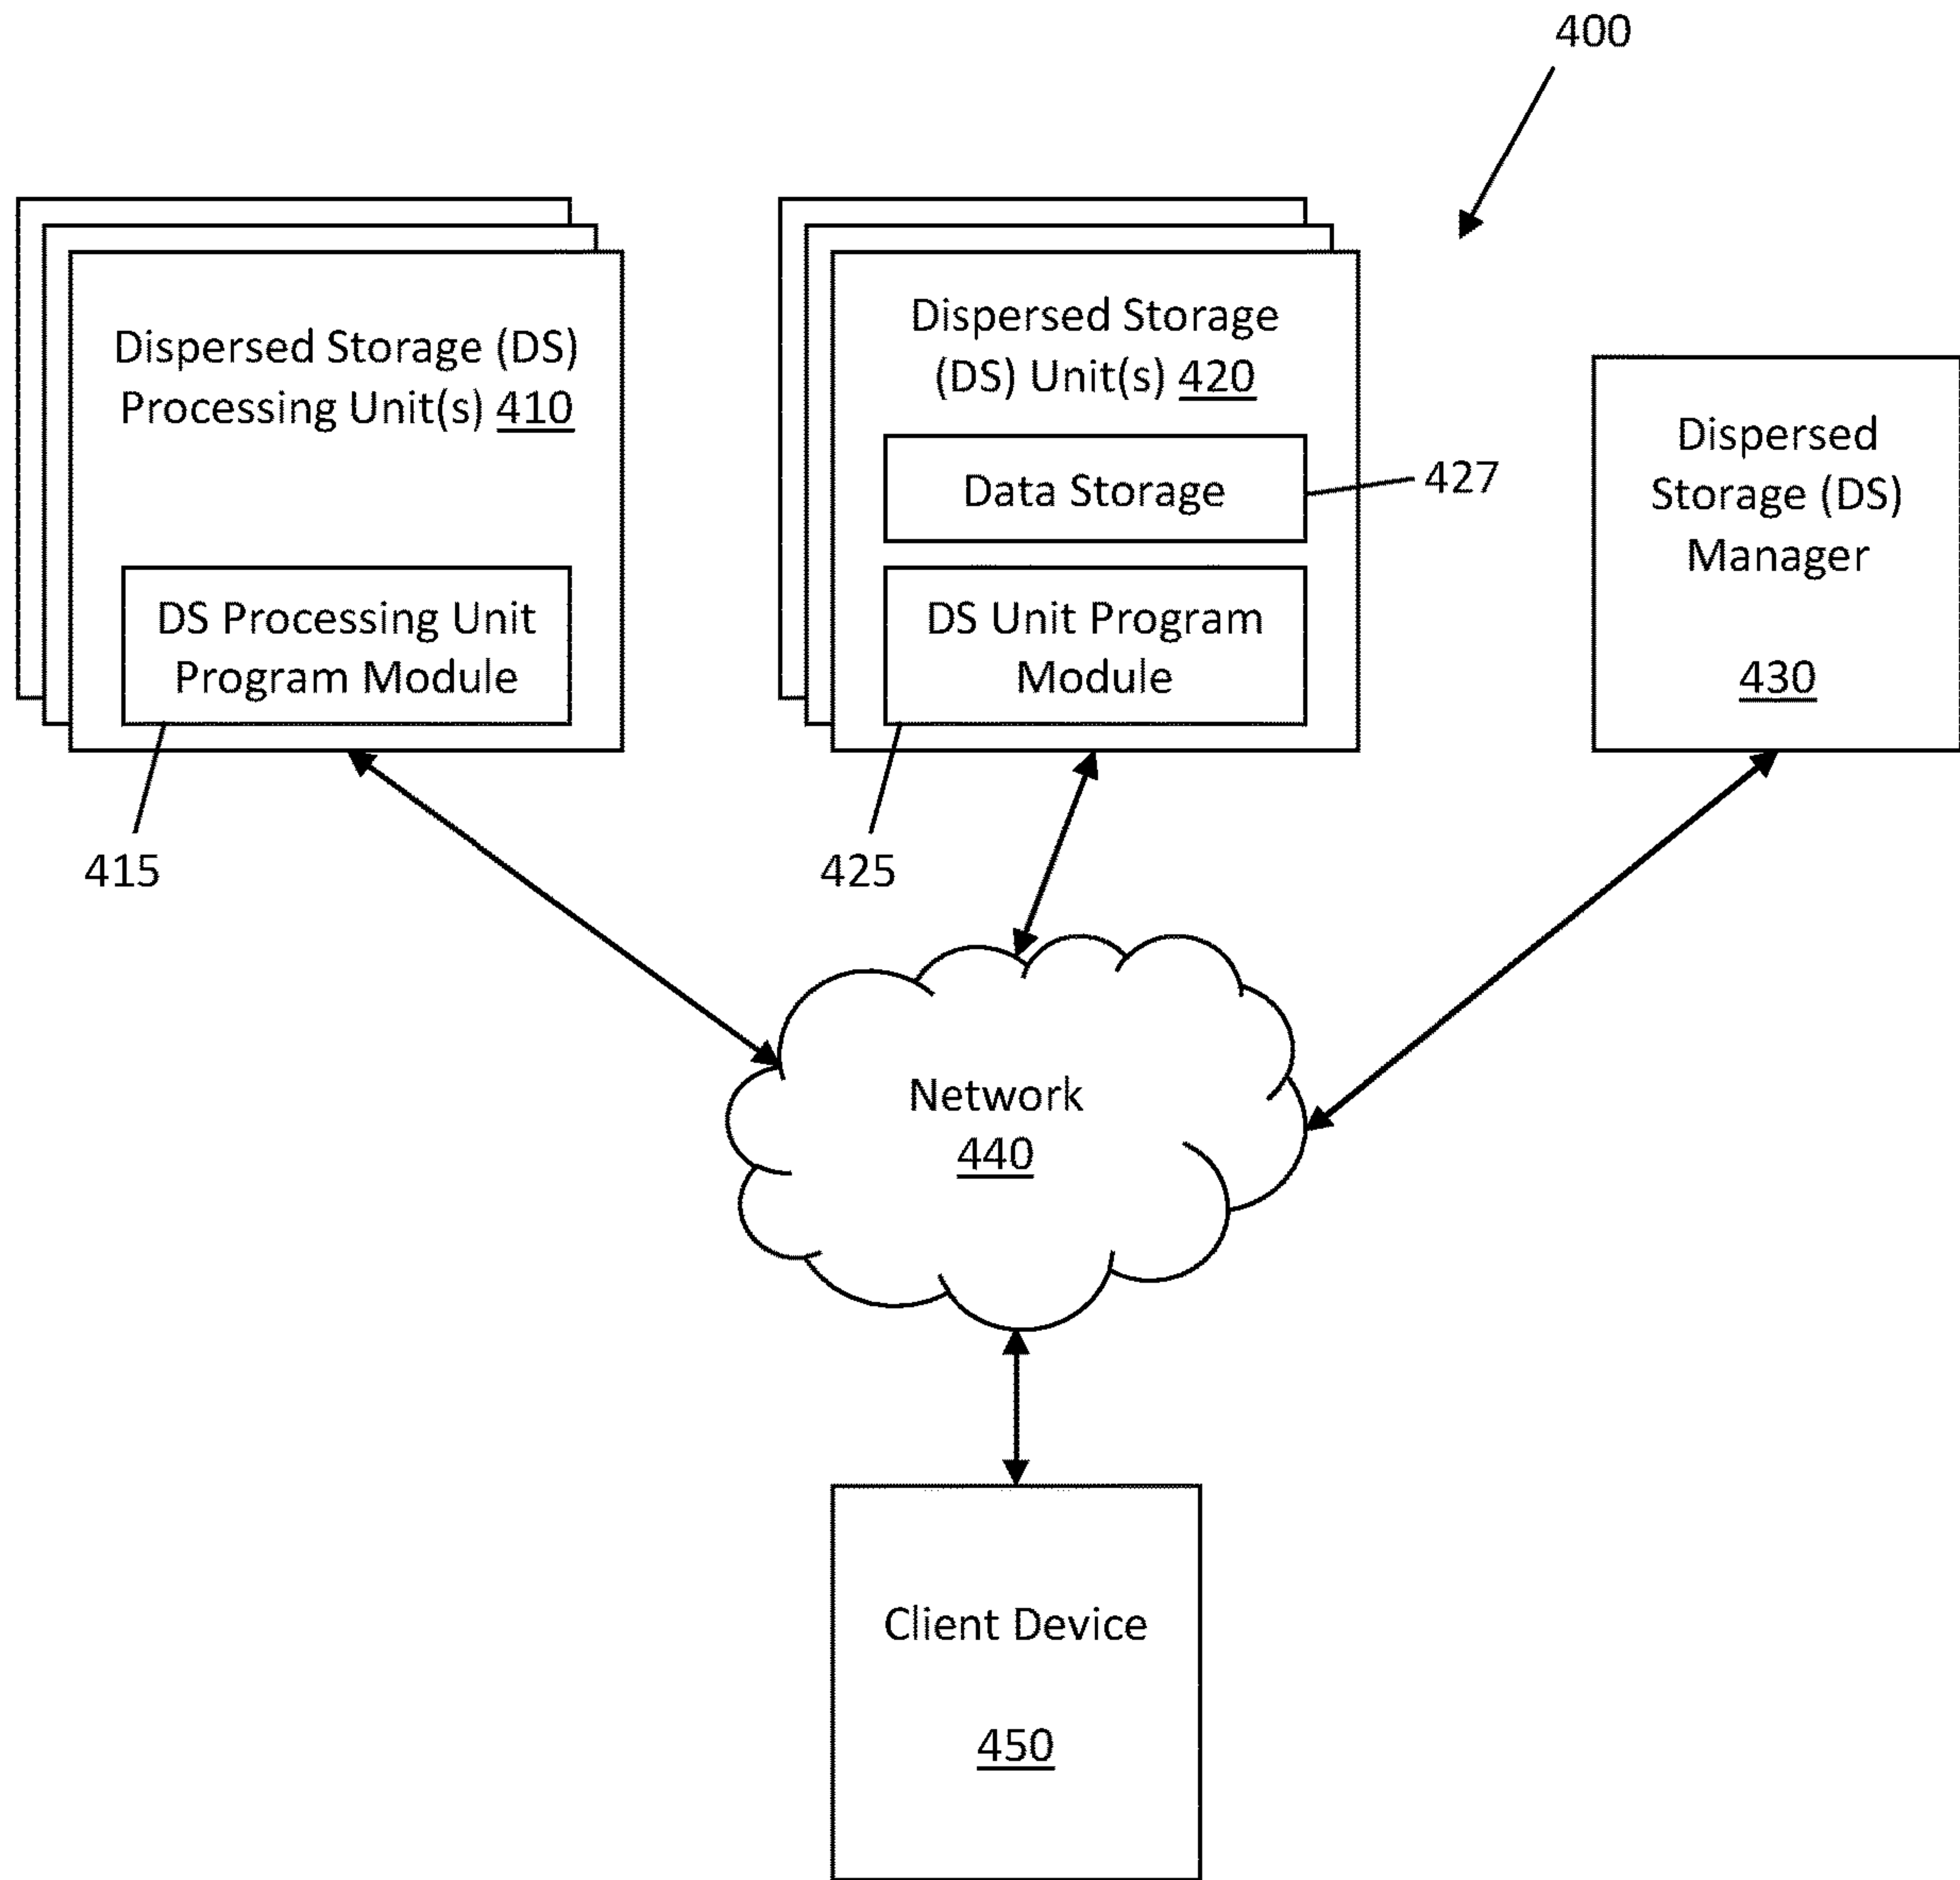 400
Dispersed Storage (DS)
Processing Unit(s) 410
DS Processing Unit
Program Module
415
Dispersed Storage
(DS) Unit(s) 420
Data Storage
427
DS Unit Program
Module
425
Dispersed
Storage (DS)
Manager
430
Network
440
Client Device
450